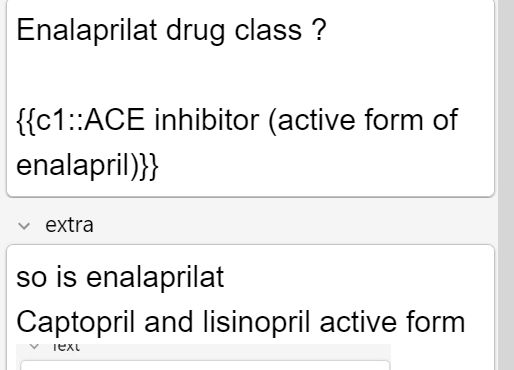 Enalaprilat drug class ?
{{c1::ACE inhibitor (active form of
enalapril)}}
extra
so is enalaprilat
Captopril and lisinopril active form
Text